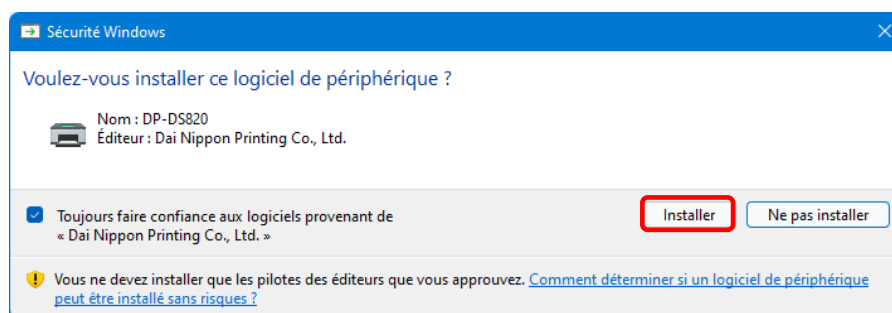 Sécurité Windows
Voulez-vous installer ce logiciel de périphérique ?
Nom : DP-DS820
Éditeur : Dai Nippon Printing Co., Ltd.
Toujours faire confiance aux logiciels provenant de
« Dai Nippon Printing Co., Ltd. »
Installer
Ne pas installer
Vous ne devez installer que les pilotes des éditeurs que vous approuvez. Comment déterminer si un logiciel de périphérique
peut être installé sans risques ?